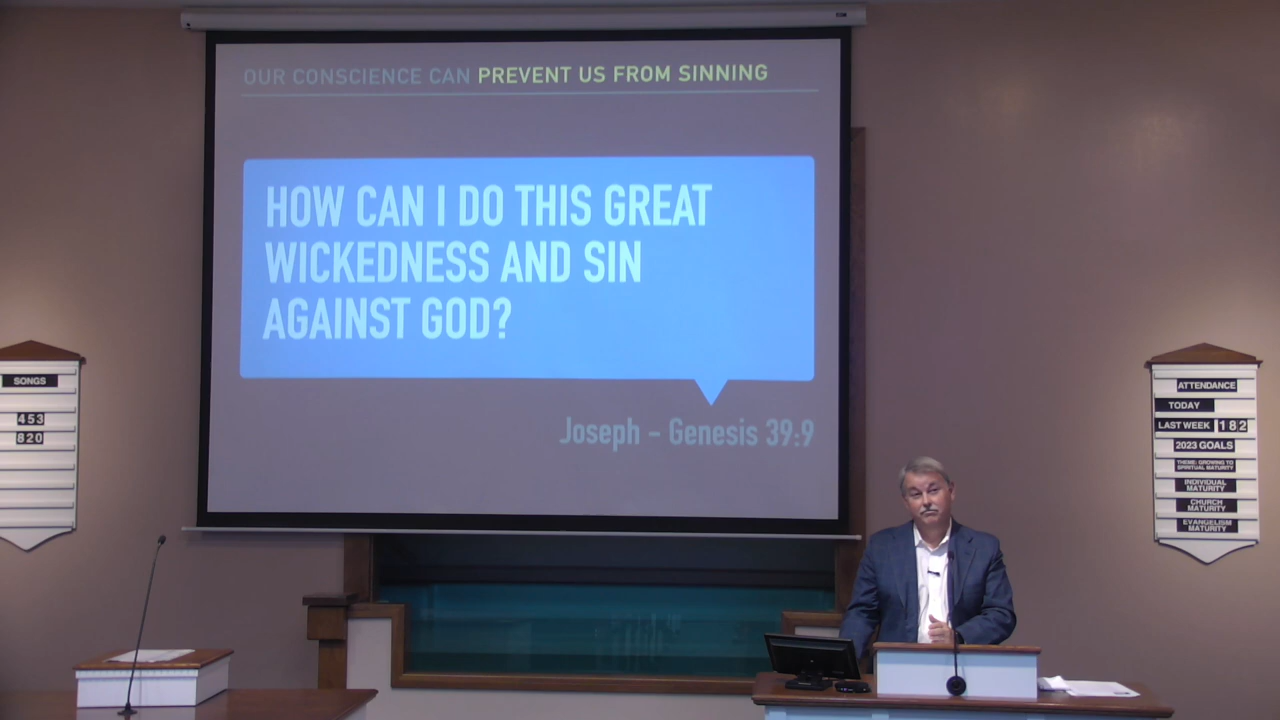 OUR CONSCIENCE CAN PREVENT US FROM SINNING
HOW CAN I DO THIS GREAT
WICKEDNESS AND SIN
AGAINST GOD?
Joseph - Genesis 39:9
SONGS
453
820
ATTENDANCE
TODAY
LAST WEEK 182
2023 GOALS
THEME: GROWING TO
SPIRITUAL MATURITY
INDIVIDUAL
MATURITY
CHURCH
MATURITY
EVANGELISM
MATURITY